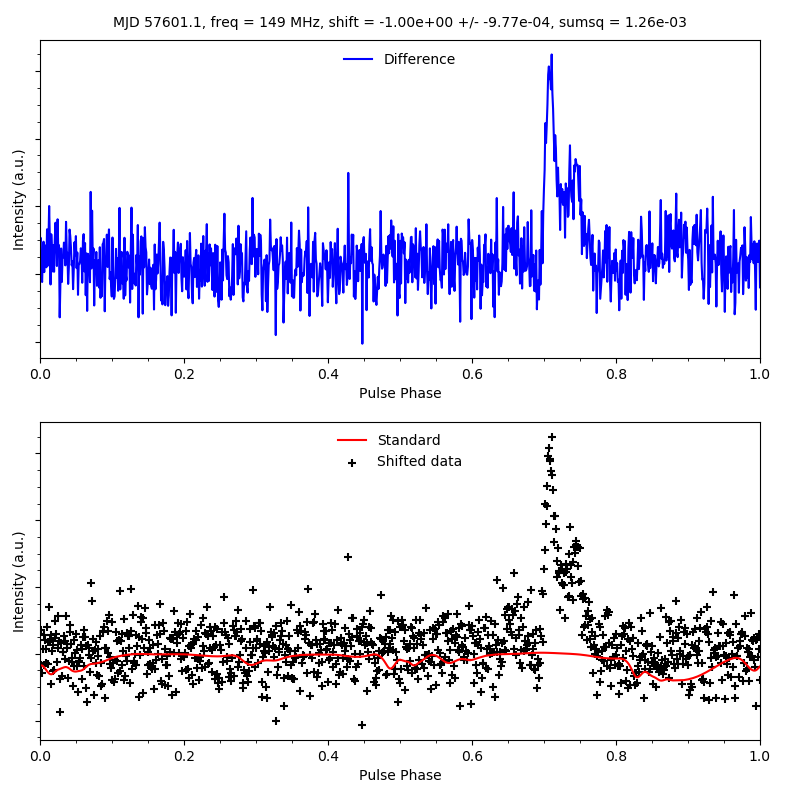 MJD 57601.1, freq = 149 MHz, shift = -1.00e+00 +/- -9.77e-04, sumsq = 1.26e-03
Difference
Intensity (a.u.)
0.0 0.2 0.4 0.6 0.8 1.0
Pulse Phase
Standard
Shifted data
Intensity (a.u.)
0.0 0.2 0.4 0.6 0.8 1.0
Pulse Phase